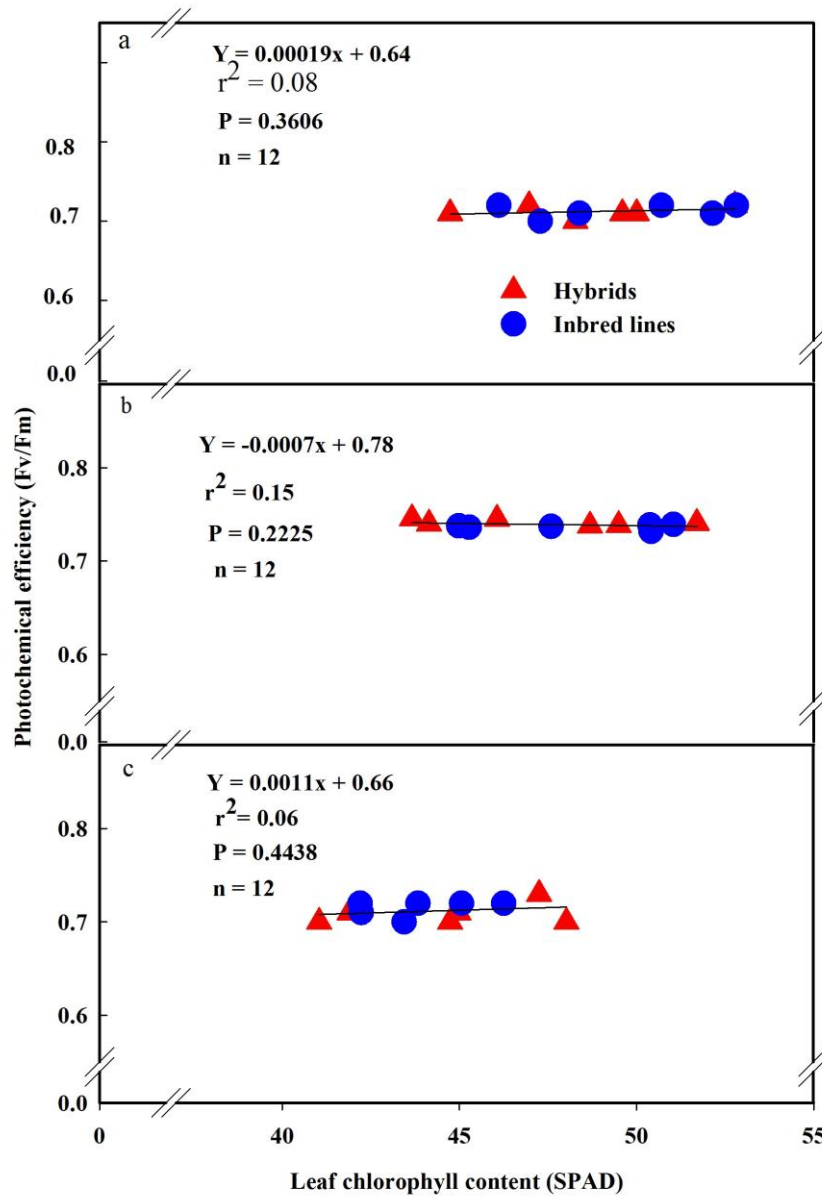 a
Y = 0.00019x + 0.64
r² = 0.08
P = 0.3606
n = 12
0.8
0.7
0.6
0.0
Hybrids
Inbred lines
b
Y = -0.0007x + 0.78
r² = 0.15
P = 0.2225
n = 12
0.8
0.7
0.6
0.0
Photochemical efficiency (Fv/Fm)
c
Y = 0.0011x + 0.66
r²= 0.06
P = 0.4438
n = 12
0.8
0.7
0.6
0.0
0 40 45 50 55
Leaf chlorophyll content (SPAD)